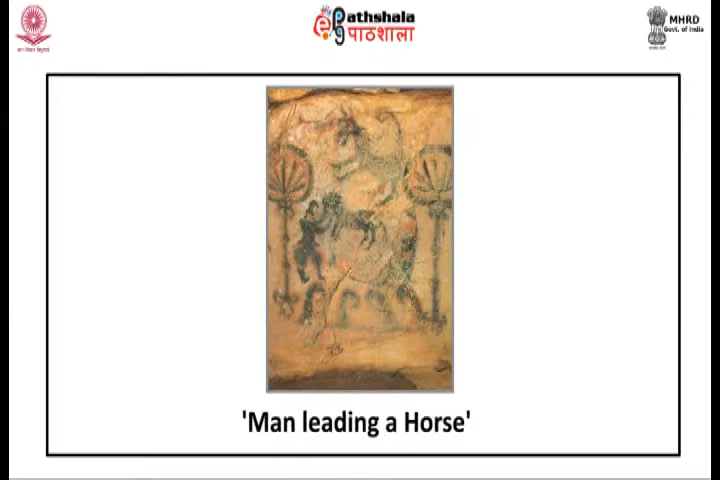 ePathshala
पाठशाला
MHRD
Govt. of India
'Man leading a Horse'